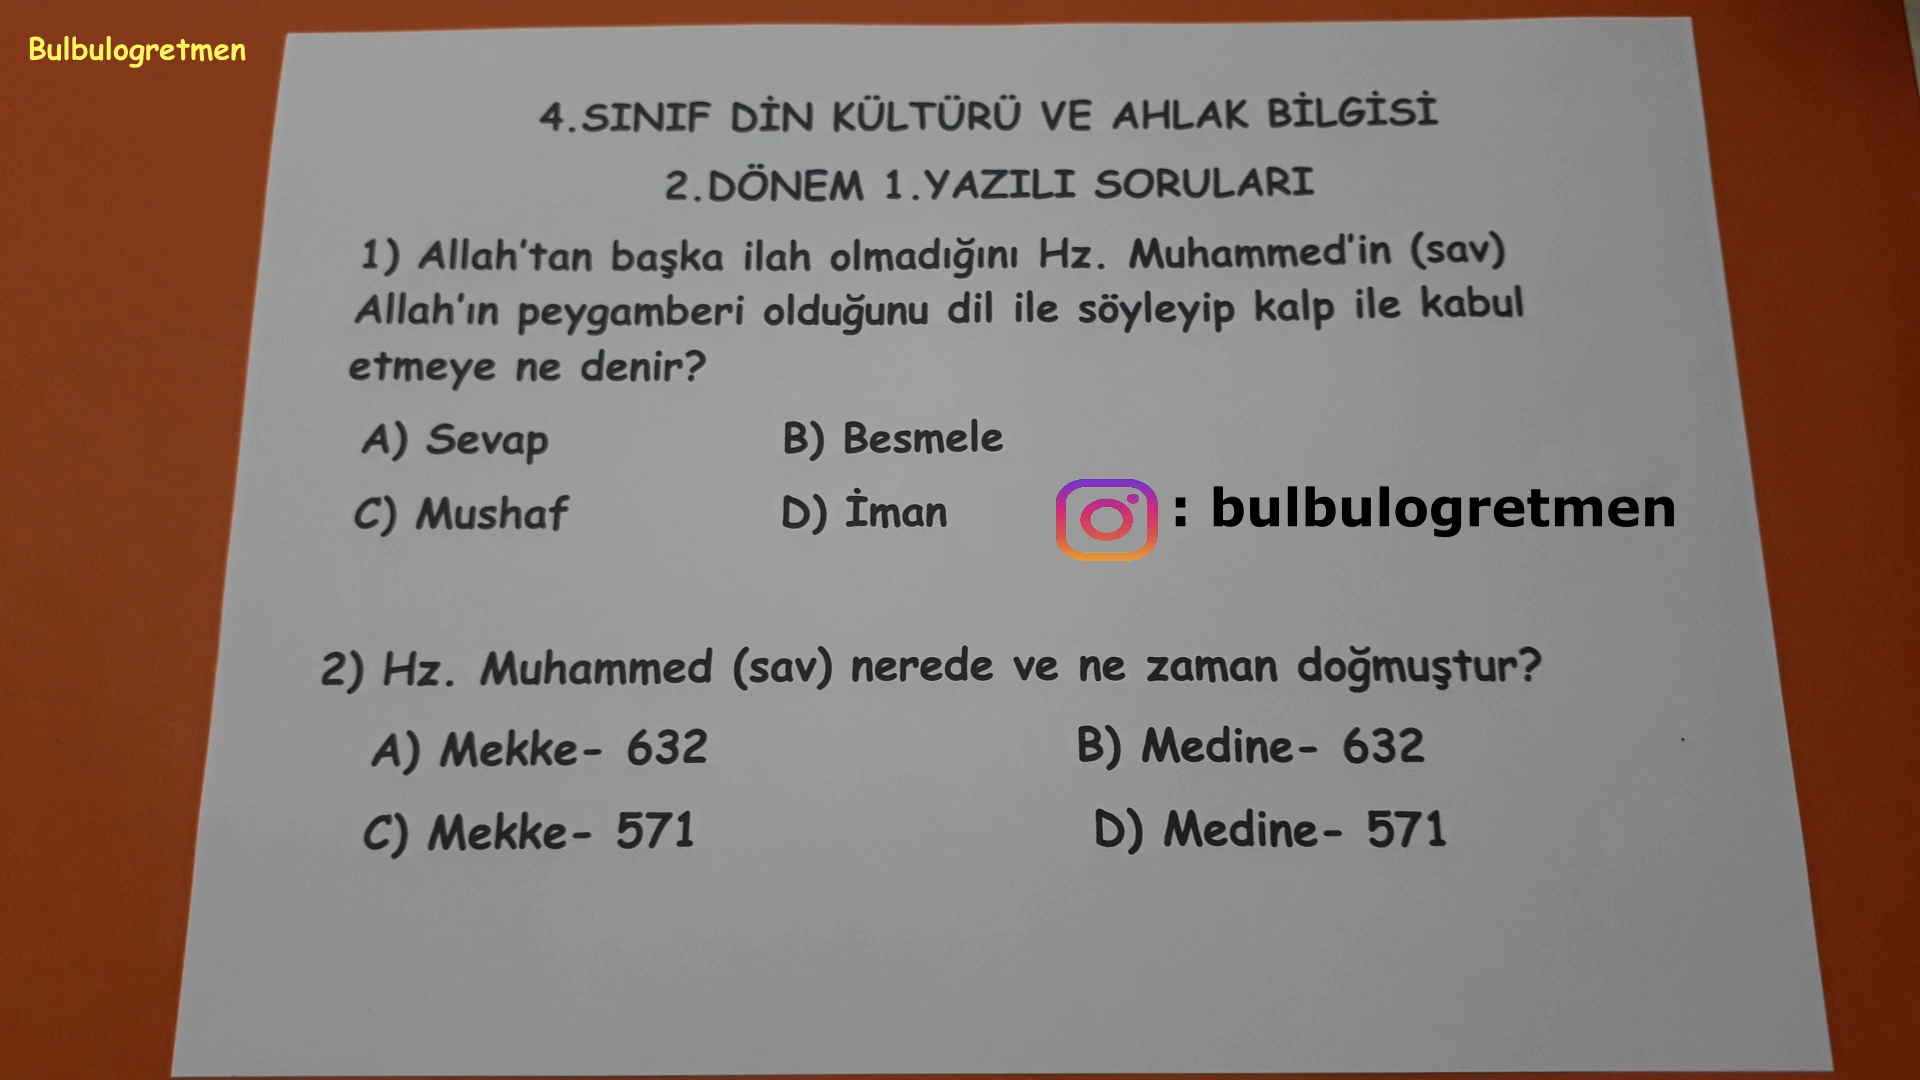 Bulbulogretmen
4.SINIF DİN KÜLTÜRÜ VE AHLAK BİLGİSİ
2.DÖNEM 1.YAZILI SORULARI
1) Allah'tan başka ilah olmadığını Hz. Muhammed'in (sav)
Allah'ın peygamberi olduğunu dil ile söyleyip kalp ile kabul
etmeye ne denir?
A) Sevap B) Besmele
C) Mushaf D) İman
: bulbulogretmen
2) Hz. Muhammed (sav) nerede ve ne zaman doğmuştur?
A) Mekke- 632 B) Medine- 632
C) Mekke- 571 D) Medine- 571